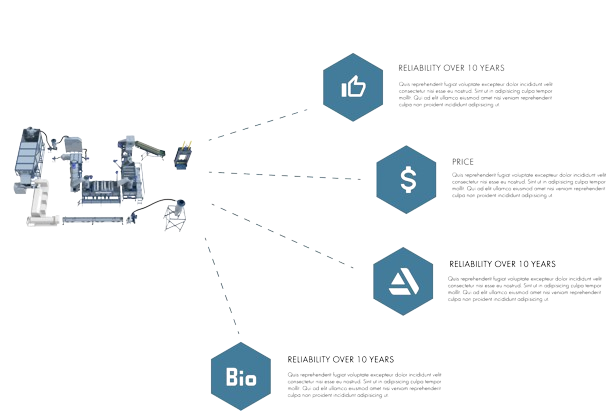 RELIABILITY OVER 10 YEARS
Quis reprehenderit fugiat voluptate excepteur dolor incididunt velit
consectetur nisi esse eu nostrud. Sint ut in adipisicing culpa tempor
mollit. Qui ad elit ullamco eiusmod amet nisi veniam reprehenderit
culpa non proident incididunt adipisicing ut
PRICE
Quis reprehenderit fugiat voluptate excepteur dolor incididunt velit
consectetur nisi esse eu nostrud. Sint ut in adipisicing culpa tempor
mollit. Qui ad elit ullamco eiusmod amet nisi veniam reprehenderit
culpa non proident incididunt adipisicing ut
RELIABILITY OVER 10 YEARS
Quis reprehenderit fugiat voluptate excepteur dolor incididunt velit
consectetur nisi esse eu nostrud. Sint ut in adipisicing culpa tempor
mollit. Qui ad elit ullamco eiusmod amet nisi veniam reprehenderit
culpa non proident incididunt adipisicing ut
Bio
RELIABILITY OVER 10 YEARS
Quis reprehenderit fugiat voluptate excepteur dolor incididunt velit
consectetur nisi esse eu nostrud. Sint ut in adipisicing culpa tempor
mollit. Qui ad elit ullamco eiusmod amet nisi veniam reprehenderit
culpa non proident incididunt adipisicing ut